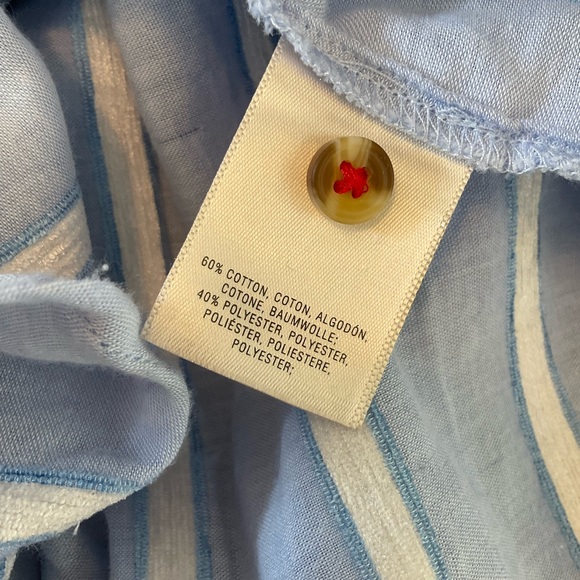 60% COTTON, COTON, ALGODÓN,
COTONE, BAUMWOLLE;
40% POLYESTER, POLYESTER,
POLIÉSTER, POLIESTERE,
POLYESTER;